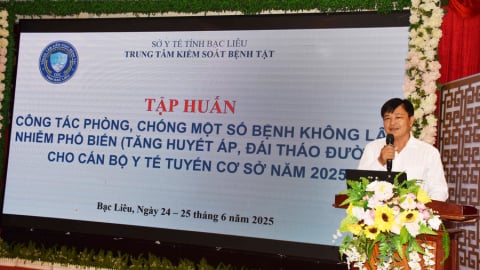 SỞ Y TẾ TỈNH BẠC LIÊU
TRUNG TÂM KIỂM SOÁT BỆNH TẬT
TẬP HUẤN
CÔNG TÁC PHÒNG, CHỐNG MỘT SỐ BỆNH KHÔNG LÂ
NHIỄM PHỔ BIẾN (TĂNG HUYẾT ÁP, ĐÁI THÁO ĐƯỜ
CHO CÁN BỘ Y TẾ TUYẾN CƠ SỞ NĂM 2025
Bạc Liêu, Ngày 24 – 25 tháng 6 năm 2025